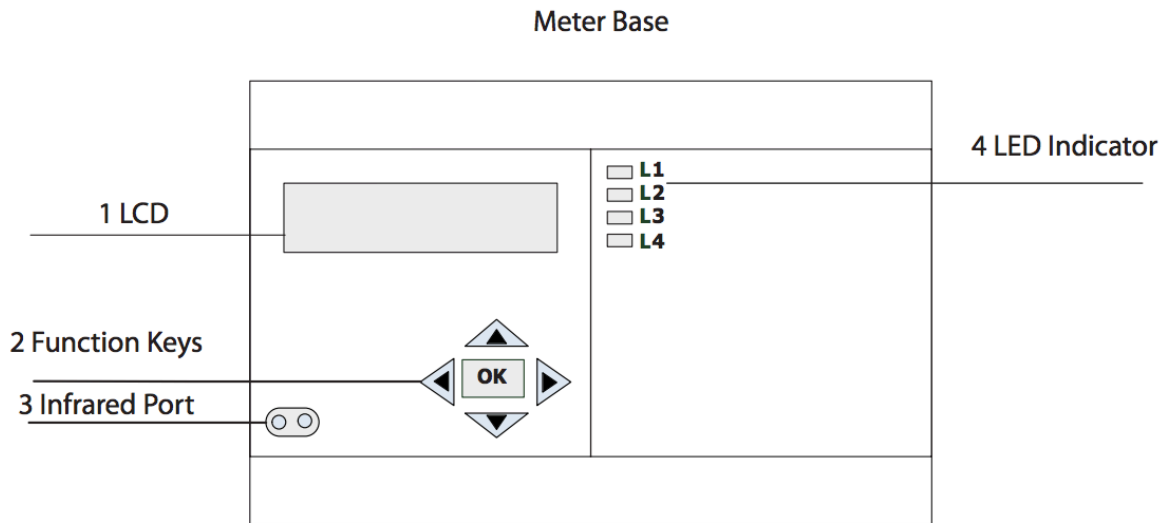 Meter Base
4 LED Indicator
L1
L2
L3
L4
1 LCD
2 Function Keys
OK
3 Infrared Port